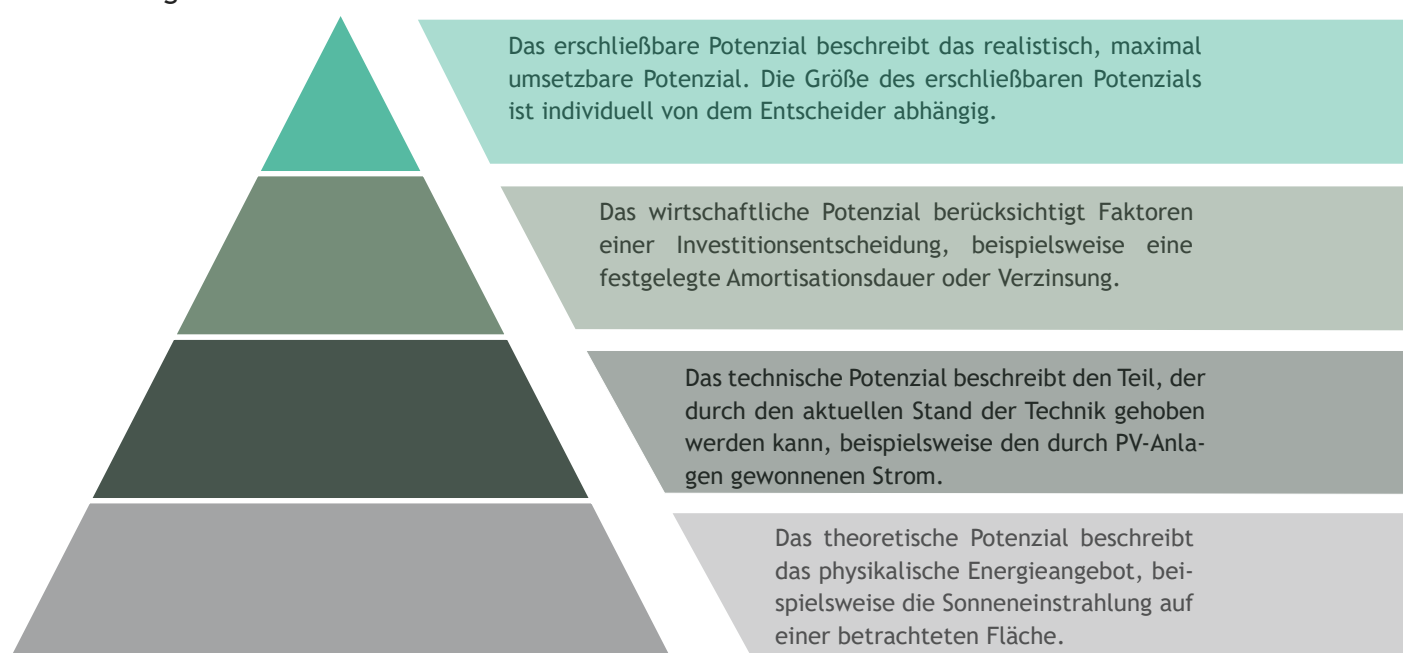 Das erschließbare Potenzial beschreibt das realistisch, maximal
umsetzbare Potenzial. Die Größe des erschließbaren Potenzials
ist individuell von dem Entscheider abhängig.
Das wirtschaftliche Potenzial berücksichtigt Faktoren
einer Investitionsentscheidung, beispielsweise eine
festgelegte Amortisationsdauer oder Verzinsung.
Das technische Potenzial beschreibt den Teil, der
durch den aktuellen Stand der Technik gehoben
werden kann, beispielsweise den durch PV-Anla-
gen gewonnenen Strom.
Das theoretische Potenzial beschreibt
das physikalische Energieangebot, bei-
spielsweise die Sonneneinstrahlung auf
einer betrachteten Fläche.